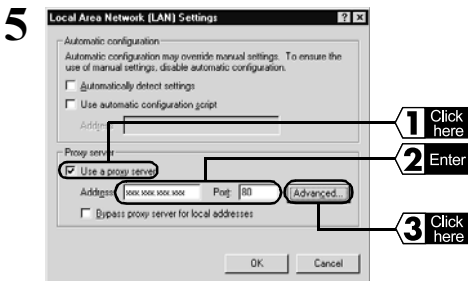 5
Local Area Network (LAN) Settings
Automatic configuration
Automatic configuration may override manual settings. To ensure the
use of manual settings, disable automatic configuration.
Automatically detect settings
Use automatic configuration script
Address
Proxy server
Use a proxy server
Address: xxx.xxx.xxx.xxx Port: 80 Advanced...
Bypass proxy server for local addresses
OK Cancel
1 Click here
2 Enter
3 Click here